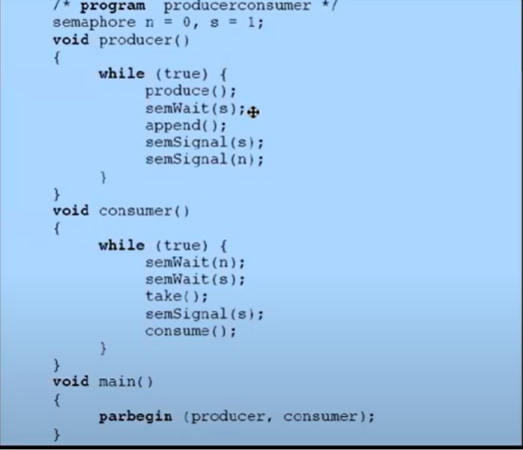 /* program producerconsumer */
semaphore n = 0, s = 1;
void producer()
{
while (true) {
produce();
semWait(s);
append();
semSignal(s);
semSignal(n);
}
}
void consumer()
{
while (true) {
semWait(n);
semWait(s);
take();
semSignal(s);
consume();
}
}
void main()
{
parbegin (producer, consumer);
}